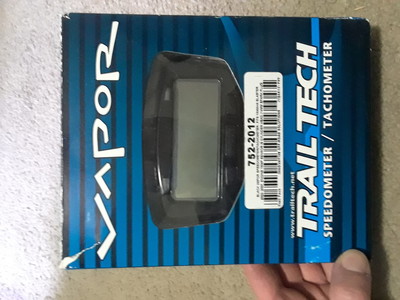 VAPOR
752-2012
www.trailtech.net
TRAIL TECH
SPEEDOMETER / TACHOMETER